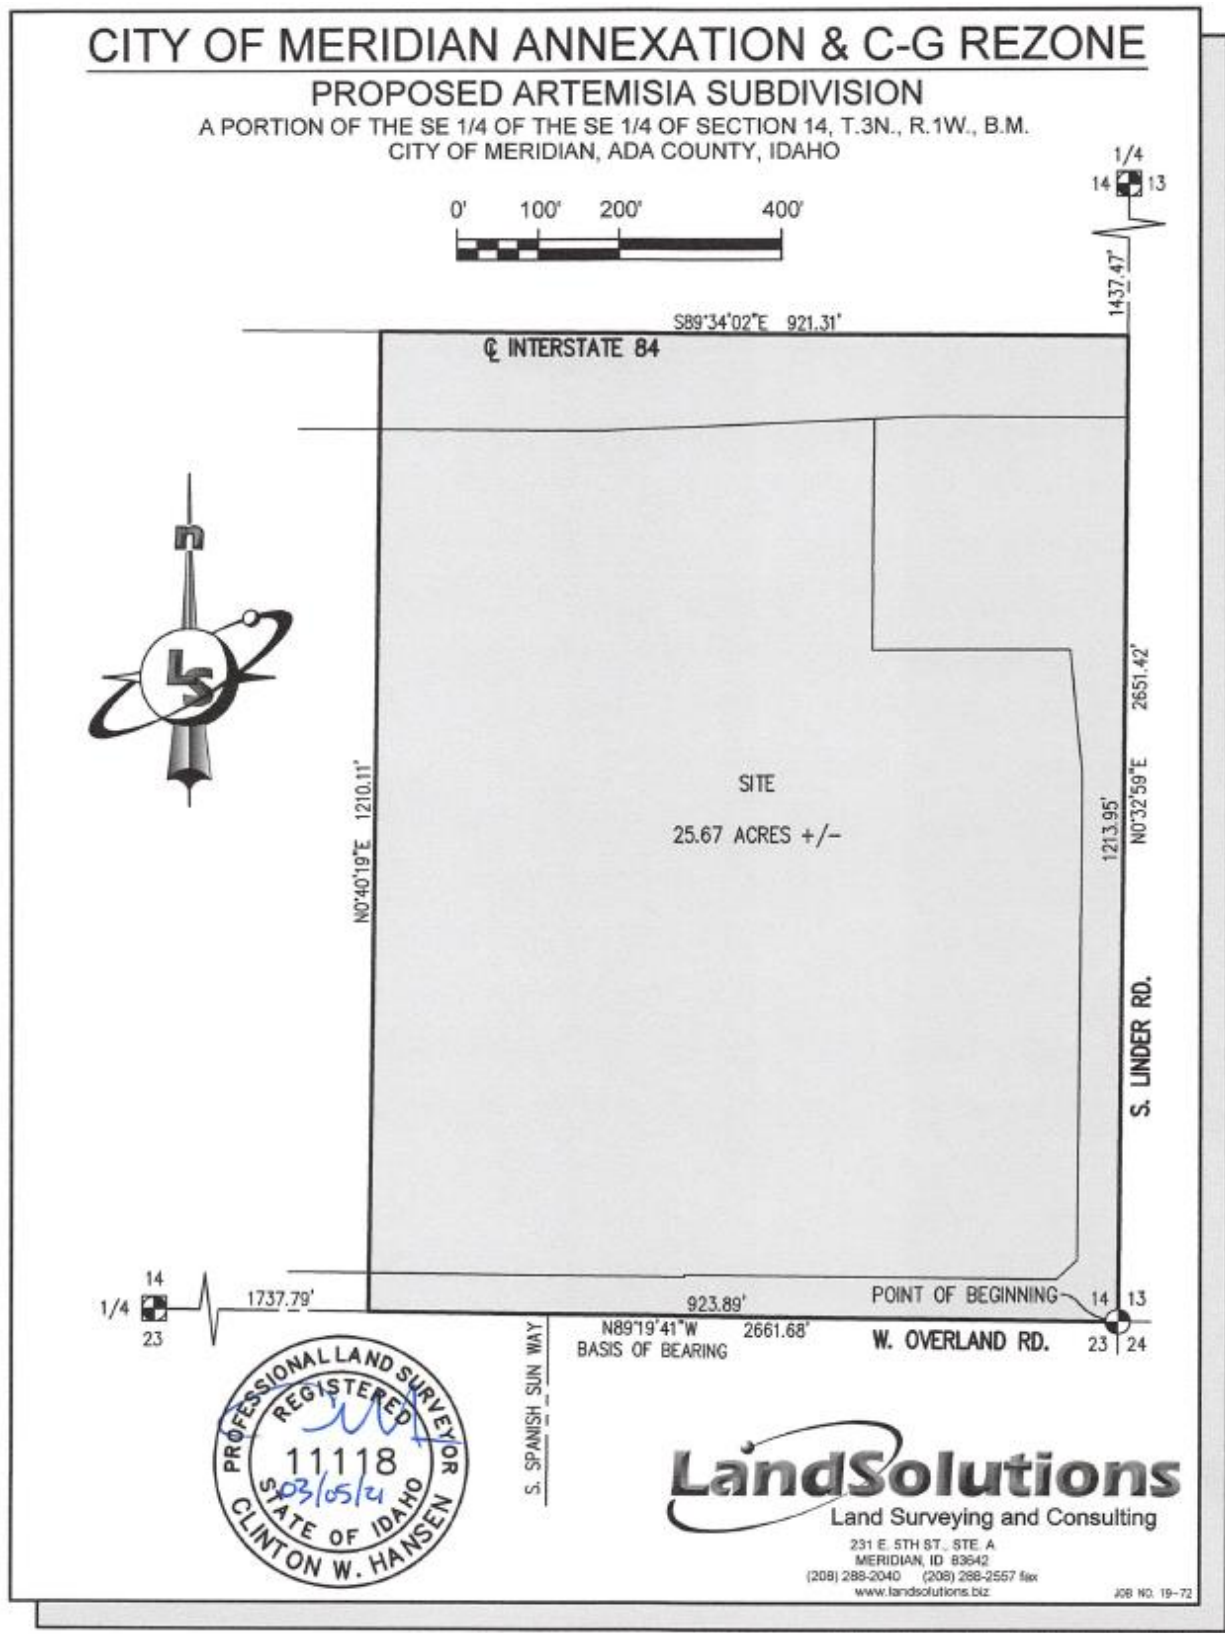 CITY OF MERIDIAN ANNEXATION & C-G REZONE
PROPOSED ARTEMISIA SUBDIVISION
A PORTION OF THE SE 1/4 OF THE SE 1/4 OF SECTION 14, T.3N., R.1W., B.M.
CITY OF MERIDIAN, ADA COUNTY, IDAHO
1/4
14 13
0' 100' 200' 400'
1437.47'
S89°34'02"E 921.31'
℄ INTERSTATE 84
n
LS
N0°40'19"E 1210.11'
SITE
25.67 ACRES +/-
1213.95'
N0°32'59"E 2651.42'
S. LINDER RD.
14
1/4
23
1737.79'
923.89'
POINT OF BEGINNING
14 13
23 24
N89°19'41"W 2661.68'
BASIS OF BEARING
W. OVERLAND RD.
S. SPANISH SUN WAY
PROFESSIONAL LAND SURVEYOR
REGISTERED
11118
03/05/21
STATE OF IDAHO
CLINTON W. HANSEN
LandSolutions
Land Surveying and Consulting
231 E. 5TH ST., STE. A
MERIDIAN, ID 83642
(208) 288-2040 (208) 288-2557 fax
www.landsolutions.biz
JOB NO. 19-72